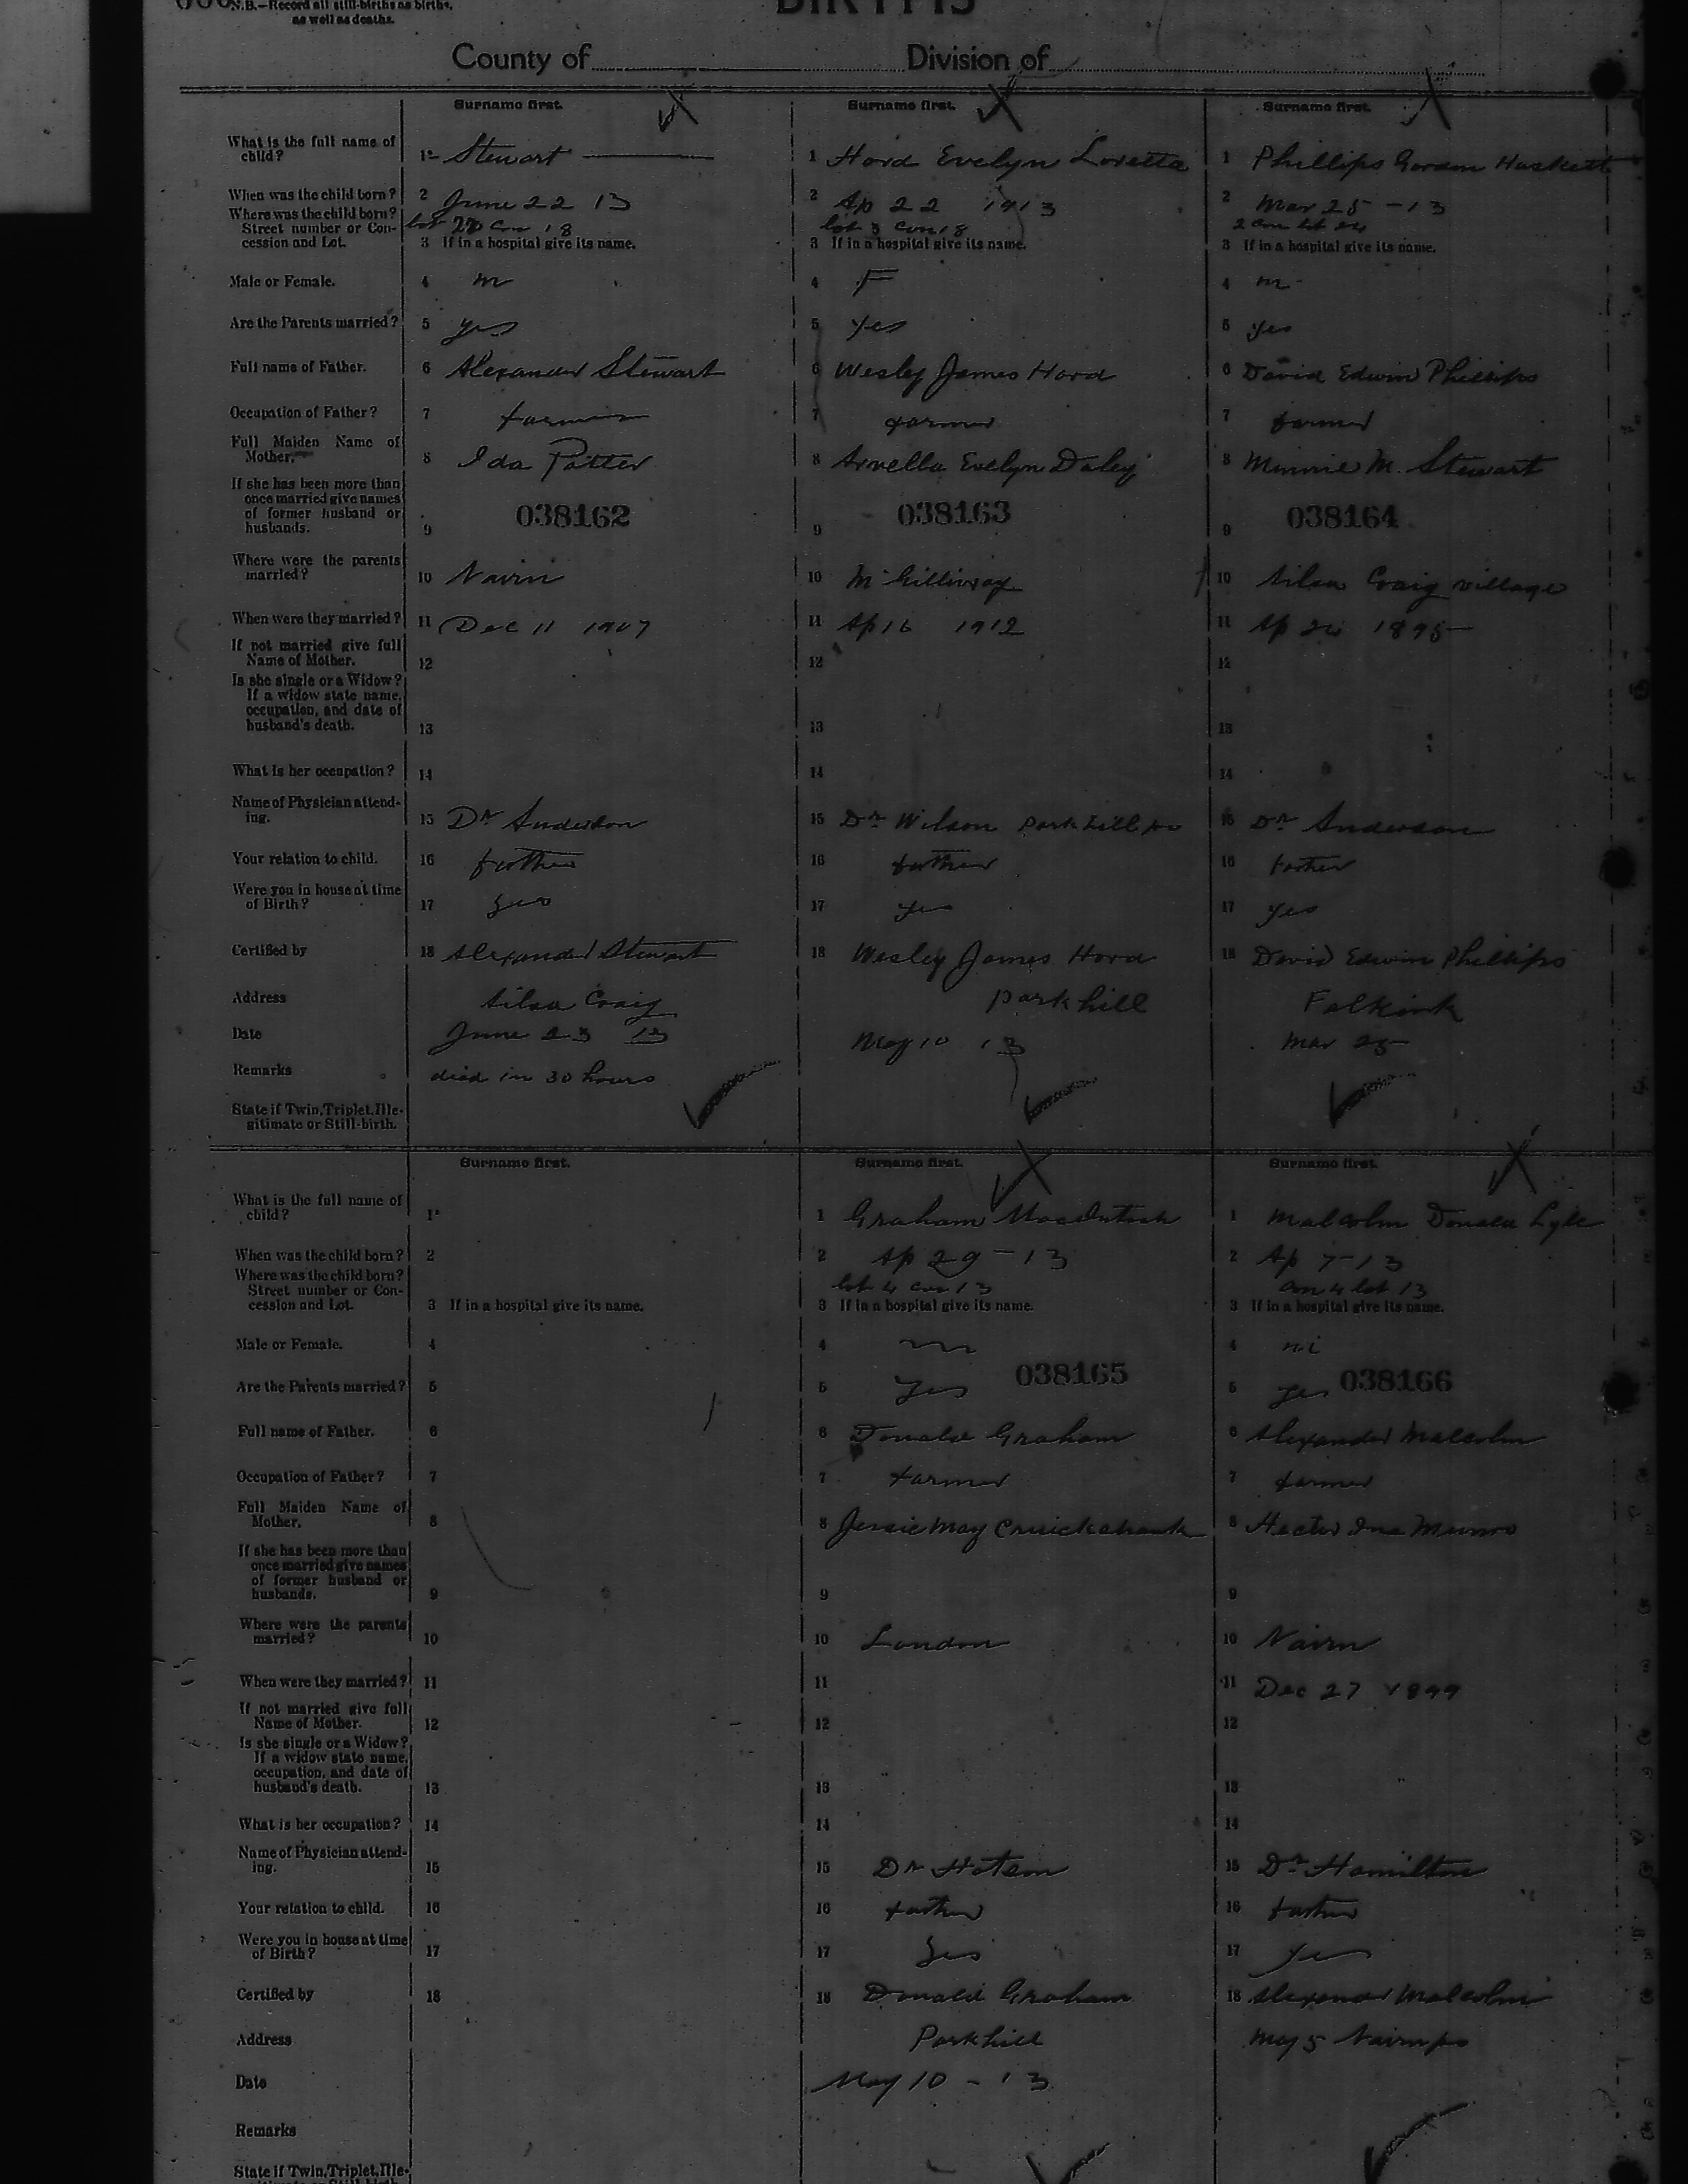 N.B.—Record all still-births as births,
as well as deaths.
BIRTHS
County of Division of
Surname first. Surname first. Surname first.
What is the full name of child? 1 Stewart 1 Hord Evelyn Loretta 1 Phillips Gordon Haskett
When was the child born? 2 June 22 13 2 Ap 22 1913 2 Mar 25 - 13
Where was the child born? Street number or Concession and Lot. lot 20 Con 18 lot 3 con 18 2 con lot 24
3 If in a hospital give its name. 3 If in a hospital give its name. 3 If in a hospital give its name.
Male or Female. 4 m 4 F 4 m
Are the Parents married? 5 yes 5 yes 5 yes
Full name of Father. 6 Alexander Stewart 6 Wesley James Hord 6 David Edwin Phillips
Occupation of Father? 7 farmer 7 farmer 7 farmer
Full Maiden Name of Mother. 8 Ida Potter 8 Arvella Evelyn Daley 8 Minnie M. Stewart
If she has been more than once married give names of former husband or husbands. 9 038162 9 038163 9 038164
Where were the parents married? 10 Nairn 10 McGillivray 10 Ailsa Craig village
When were they married? 11 Dec 11 1907 11 Ap 16 1912 11 Ap 24 1895
If not married give full Name of Mother. 12 12 12
Is she single or a Widow? If a widow state name, occupation, and date of husband's death. 13 13 13
What is her occupation? 14 14 14
Name of Physician attending. 15 Dr Anderson 15 Dr Wilson Parkhill po 15 Dr Anderson
Your relation to child. 16 father 16 father 16 father
Were you in house at time of Birth? 17 yes 17 yes 17 yes
Certified by 18 Alexander Stewart 18 Wesley James Hord 18 David Edwin Phillips
Address Ailsa Craig Parkhill Falkirk
Date June 23 13 May 10 13 Mar 25
Remarks died in 30 hours
State if Twin, Triplet, Illegitimate or Still-birth.
Surname first. Surname first. Surname first.
What is the full name of child? 1 1 Graham MacIntosh 1 Malcolm Donald Lyle
When was the child born? 2 2 Ap 29 - 13 2 Ap 7 - 13
Where was the child born? Street number or Concession and Lot. lot 4 con 13 con 4 lot 13
3 If in a hospital give its name. 3 If in a hospital give its name. 3 If in a hospital give its name.
Male or Female. 4 4 m 4 m
Are the Parents married? 5 5 yes 038165 5 yes 038166
Full name of Father. 6 6 Donald Graham 6 Alexander Malcolm
Occupation of Father? 7 7 farmer 7 farmer
Full Maiden Name of Mother. 8 8 Jessie May Cruickshank 8 Hector Ina Munro
If she has been more than once married give names of former husband or husbands. 9 9 9
Where were the parents married? 10 10 London 10 Nairn
When were they married? 11 11 11 Dec 27 1899
If not married give full Name of Mother. 12 12 12
Is she single or a Widow? If a widow state name, occupation, and date of husband's death. 13 13 13
What is her occupation? 14 14 14
Name of Physician attending. 15 15 Dr Hotson 15 Dr Hamilton
Your relation to child. 16 16 father 16 father
Were you in house at time of Birth? 17 17 yes 17 yes
Certified by 18 18 Donald Graham 18 Alexander Malcolm
Address Parkhill May 5 Nairn po
Date May 10 - 13
Remarks
State if Twin, Triplet, Ille-